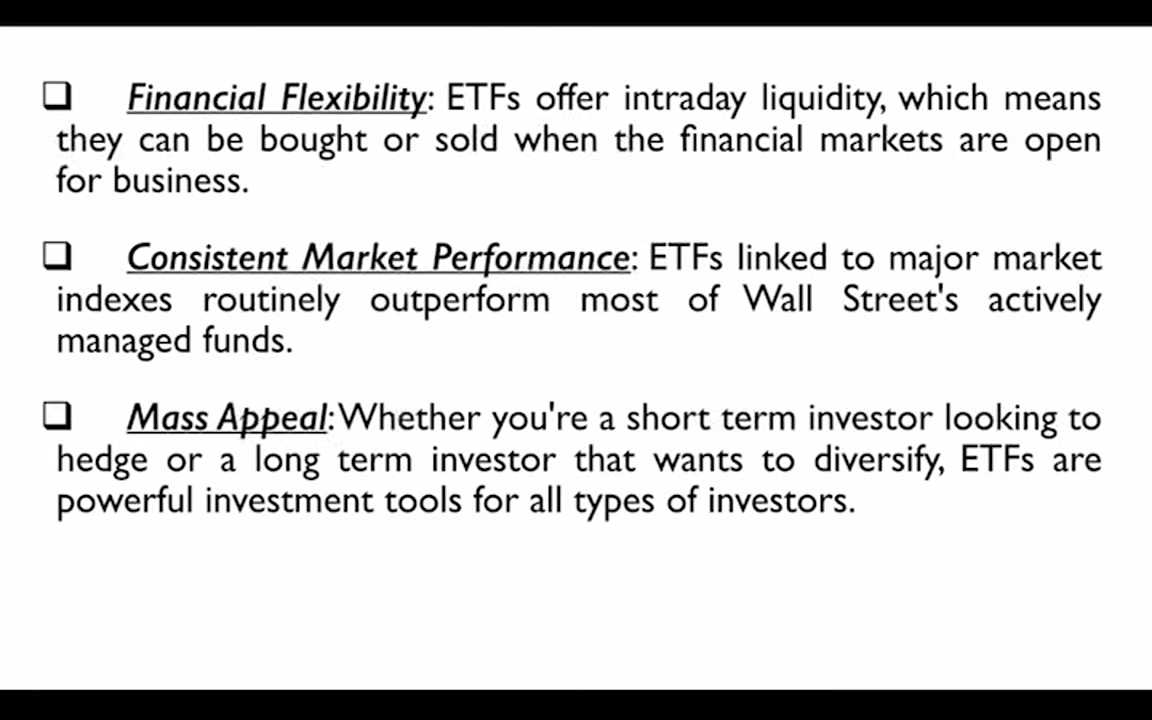 ❑ Financial Flexibility: ETFs offer intraday liquidity, which means
they can be bought or sold when the financial markets are open
for business.
❑ Consistent Market Performance: ETFs linked to major market
indexes routinely outperform most of Wall Street's actively
managed funds.
❑ Mass Appeal: Whether you're a short term investor looking to
hedge or a long term investor that wants to diversify, ETFs are
powerful investment tools for all types of investors.